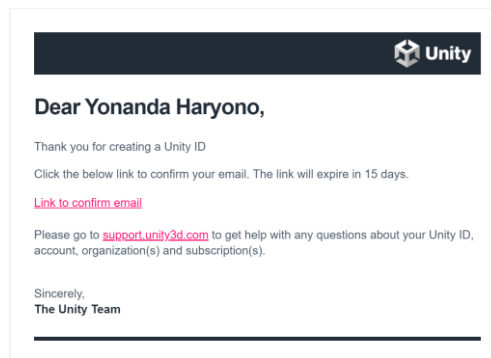 Unity
Dear Yonanda Haryono,
Thank you for creating a Unity ID
Click the below link to confirm your email. The link will expire in 15 days.
Link to confirm email
Please go to support.unity3d.com to get help with any questions about your Unity ID,
account, organization(s) and subscription(s).
Sincerely,
The Unity Team